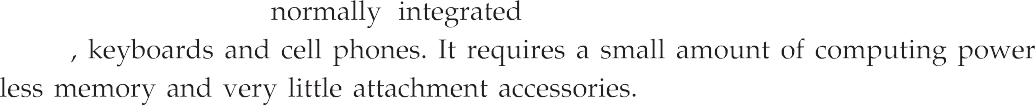 normally integrated
, keyboards and cell phones. It requires a small amount of computing power
less memory and very little attachment accessories.